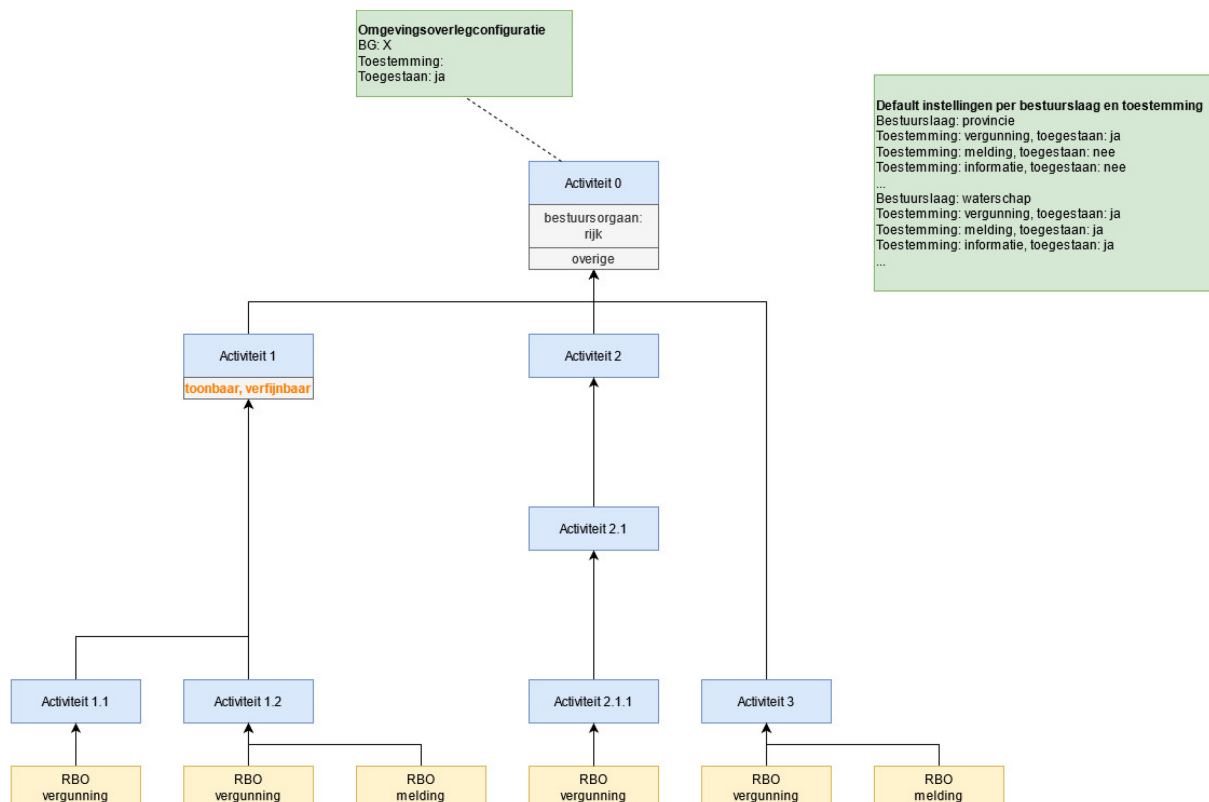 Omgevingsoverlegconfiguratie
BG: X
Toestemming:
Toegestaan: ja
Default instellingen per bestuurslaag en toestemming
Bestuurslaag: provincie
Toestemming: vergunning, toegestaan: ja
Toestemming: melding, toegestaan: nee
Toestemming: informatie, toegestaan: nee
...
Bestuurslaag: waterschap
Toestemming: vergunning, toegestaan: ja
Toestemming: melding, toegestaan: ja
Toestemming: informatie, toegestaan: ja
...
Activiteit 0
bestuursorgaan:
rijk
overige
Activiteit 1
toonbaar, verfijnbaar
Activiteit 2
Activiteit 2.1
Activiteit 1.1
Activiteit 1.2
Activiteit 2.1.1
Activiteit 3
RBO
vergunning
RBO
vergunning
RBO
melding
RBO
vergunning
RBO
vergunning
RBO
melding